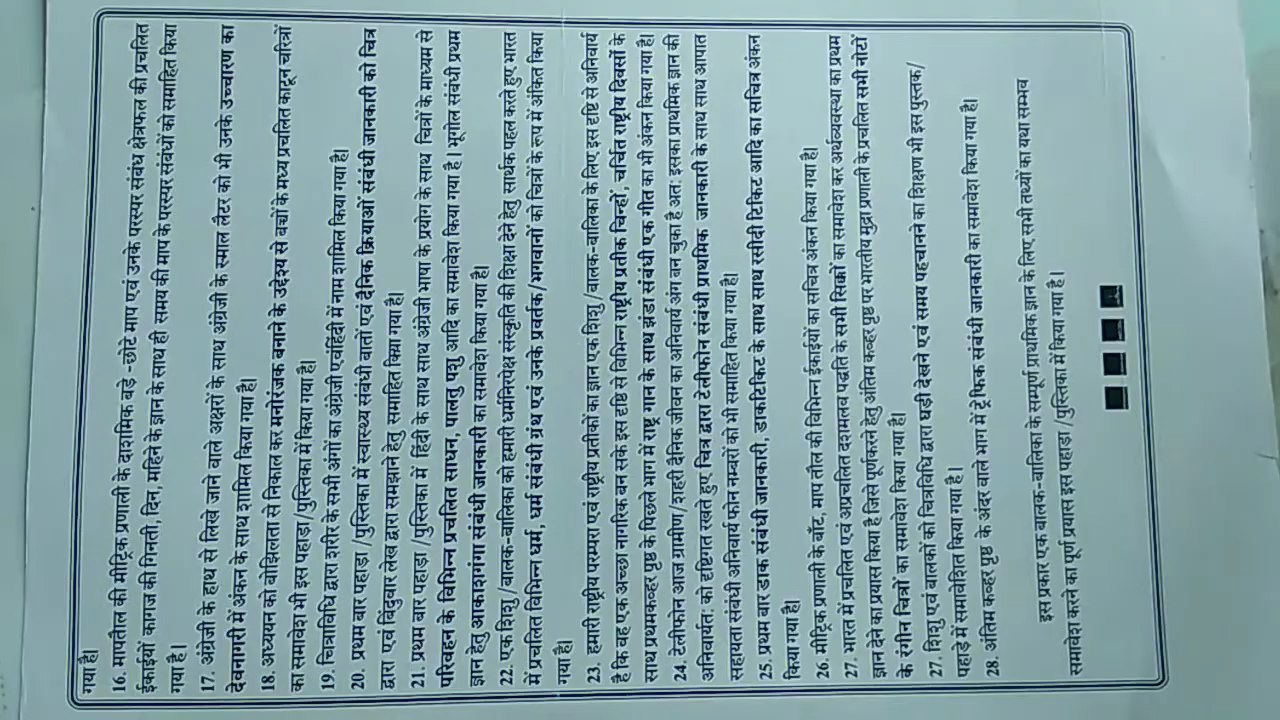 गया है।
16. मापतौल की मीट्रिक प्रणाली के दाशमिक बड़े -छोटे माप एवं उनके परस्पर संबंध क्षेत्रफल की प्रचलित
ईकाईयों कागज की गिनती, दिन, महिने के ज्ञान के साथ ही समय की माप के परस्पर संबंधों को समाहित किया
गया है ।
17. अंग्रेजी के हाथ से लिखे जाने वाले अक्षरों के साथ अंग्रेजी के स्माल लेटर को भी उनके उच्चारण का
देवनागरी में अंकन के साथ शामिल किया गया है।
18. अध्ययन को बोझिलता से निकाल कर मनोरंजक बनाने के उद्देश्य से बच्चों के मध्य प्रचलित कार्टून चरित्रों
का समावेश भी इस पहाड़ा /पुस्तिका में किया गया है।
19. चित्राविधि द्वारा शरीर के सभी अंगों का अंग्रेजी एवंहिंदी में नाम शामिल किया गया है।
20. प्रथम बार पहाड़ा /पुस्तिका में स्वास्थ्य संबंधी बातों एवं दैनिक क्रियाओं संबंधी जानकारी को चित्र
द्वारा एवं बिंदुवार लेख द्वारा समझाने हेतु समाहित किया गया है।
21. प्रथम बार पहाड़ा /पुस्तिका में हिंदी के साथ साथ अंग्रेजी भाषा के प्रयोग के साथ चित्रों के माध्यम से
परिवहन के विभिन्न प्रचलित साधन, पालतु पशु आदि का समावेश किया गया है । भूगोल संबंधी प्रथम
ज्ञान हेतु आकाशगंगा संबंधी जानकारी का समावेश किया गया है।
22. एक शिशु /बालक-बालिका को हमारी धर्मनिरपेक्ष संस्कृति की शिक्षा देने हेतु सार्थक पहल करते हुए भारत
में प्रचलित विभिन्न धर्म, धर्म संबंधी ग्रंथ एवं उनके प्रवर्तक/भगवानों को चित्रों के रूप में अंकित किया
गया है।
23. हमारी राष्ट्रीय परम्परा एवं राष्ट्रीय प्रतीकों का ज्ञान एक शिशु /बालक-बालिका के लिए इस दृष्टि से अनिवार्य
है कि वह एक अच्छा नागरिक बन सके इस दृष्टि से विभिन्न राष्ट्रीय प्रतीक चिन्हों, चर्चित राष्ट्रीय दिवसों के
साथ प्रथमकव्हर पृष्ठ के पिछले भाग में राष्ट्र गान के साथ झंडा संबंधी एक गीत का भी अंकन किया गया है।
24. टेलीफोन आज ग्रामीण/शहरी दैनिक जीवन का अनिवार्य अंग बन चुका है अत: इसका प्राथमिक ज्ञान की
अनिवार्यत: को दृष्टिगत रखते हुए चित्र द्वारा टेलीफोन संबंधी प्राथमिक जानकारी के साथ साथ आपात
सहायता संबंधी अनिवार्य फोन नम्बरों को भी समाहित किया गया है।
25. प्रथम बार डाक संबंधी जानकारी, डाकटिकिट के साथ साथ रसीदी टिकिट आदि का सचित्र अंकन
किया गया है।
26. मीट्रिक प्रणाली के बाँट, माप तौल की विभिन्न ईकाईयों का सचित्र अंकन किया गया है।
27. भारत में प्रचलित एवं अप्रचलित दशमलव पद्धति के सभी सिक्कों का समावेश कर अर्थव्यवस्था का प्रथम
ज्ञान देने का प्रयास किया है जिसे पूर्णकरने हेतु अंतिम कव्हर पृष्ठ पर भारतीय मुद्रा प्रणाली के प्रचलित सभी नोटों
के रंगीन चित्रों का समावेश किया गया है।
27. शिशु एवं बालकों को चित्रविधि द्वारा घड़ी देखने एवं समय पहचानने का शिक्षण भी इस पुस्तक/
पहाड़े में समावेशित किया गया है ।
28. अंतिम कव्हर पृष्ठ के अंदर वाले भाग में ट्रेफिक संबंधी जानकारी का समावेश किया गया है।
इस प्रकार एक बालक-बालिका के सम्पूर्ण प्राथमिक ज्ञान के लिए सभी तथ्यों का यथा सम्भव
समावेश करने का पूर्ण प्रयास इस पहाड़ा /पुस्तिका में किया गया है ।